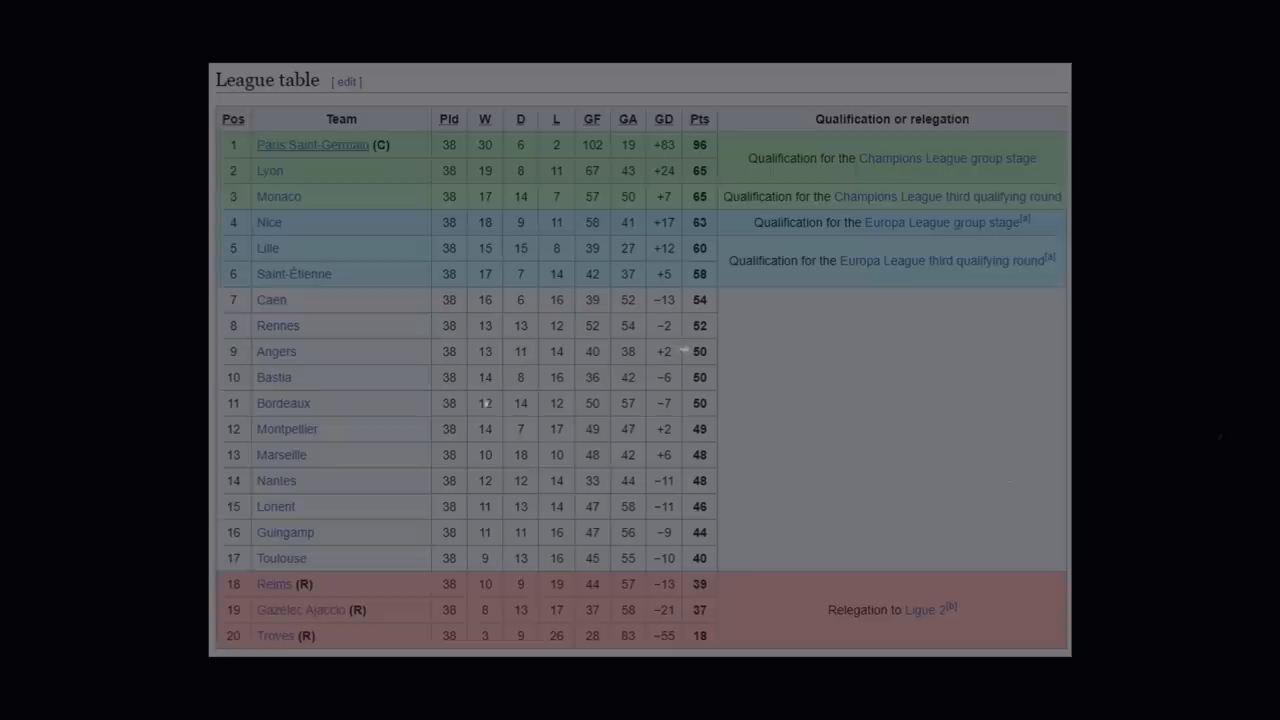 League table [ edit ]
Pos Team Pld W D L GF GA GD Pts Qualification or relegation
1 Paris Saint-Germain (C) 38 30 6 2 102 19 +83 96 Qualification for the Champions League group stage
2 Lyon 38 19 8 11 67 43 +24 65
3 Monaco 38 17 14 7 57 50 +7 65 Qualification for the Champions League third qualifying round
4 Nice 38 18 9 11 58 41 +17 63 Qualification for the Europa League group stage[a]
5 Lille 38 15 15 8 39 27 +12 60 Qualification for the Europa League third qualifying round[a]
6 Saint-Étienne 38 17 7 14 42 37 +5 58
7 Caen 38 16 6 16 39 52 −13 54
8 Rennes 38 13 13 12 52 54 −2 52
9 Angers 38 13 11 14 40 38 +2 50
10 Bastia 38 14 8 16 36 42 −6 50
11 Bordeaux 38 12 14 12 50 57 −7 50
12 Montpellier 38 14 7 17 49 47 +2 49
13 Marseille 38 10 18 10 48 42 +6 48
14 Nantes 38 12 12 14 33 44 −11 48
15 Lorient 38 11 13 14 47 58 −11 46
16 Guingamp 38 11 11 16 47 56 −9 44
17 Toulouse 38 9 13 16 45 55 −10 40
18 Reims (R) 38 10 9 19 44 57 −13 39
19 Gazélec Ajaccio (R) 38 8 13 17 37 58 −21 37 Relegation to Ligue 2[b]
20 Troyes (R) 38 3 9 26 28 83 −55 18